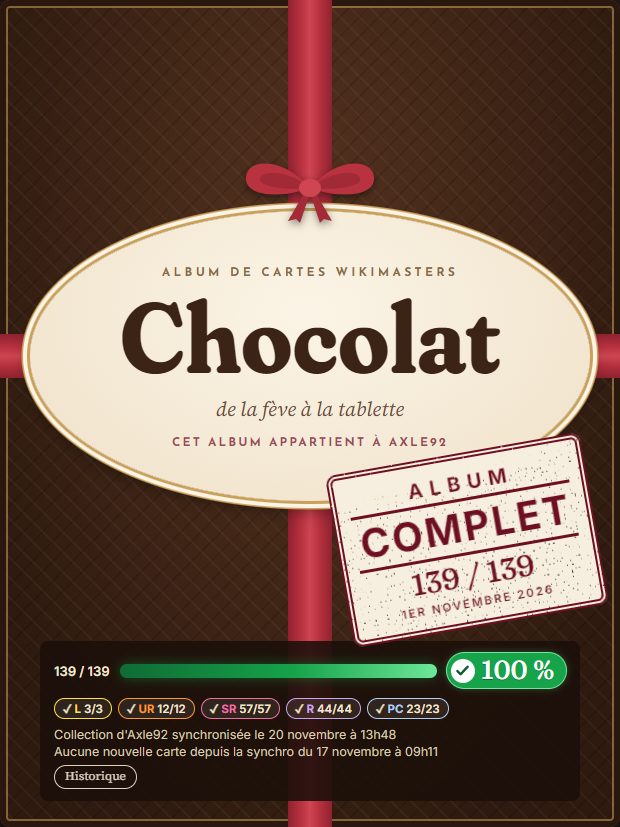 ALBUM DE CARTES WIKIMASTERS
Chocolat
de la fève à la tablette
CET ALBUM APPARTIENT À AXLE92
ALBUM
COMPLET
139 / 139
1ER NOVEMBRE 2026
139 / 139
100 %
✓ L 3/3 ✓ UR 12/12 ✓ SR 57/57 ✓ R 44/44 ✓ PC 23/23
Collection d'Axle92 synchronisée le 20 novembre à 13h48
Aucune nouvelle carte depuis la synchro du 17 novembre à 09h11
Historique